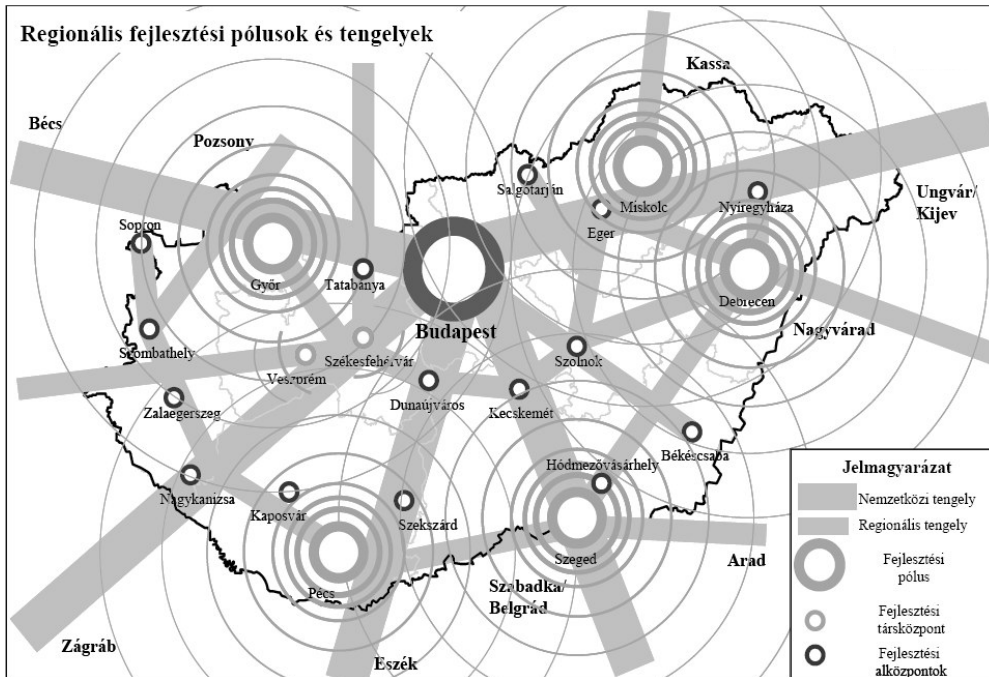 Regionális fejlesztési pólusok és tengelyek
Kassa
Bécs
Pozsony
Ungvár/
Kijev
Salgótarján
Miskolc
Nyíregyháza
Eger
Sopron
Győr
Tatabánya
Debrecen
Budapest
Nagyvárad
Szombathely
Székesfehérvár
Veszprém
Szolnok
Dunaújváros
Kecskemét
Zalaegerszeg
Békéscsaba
Hódmezővásárhely
Nagykanizsa
Kaposvár
Szekszárd
Szeged
Pécs
Arad
Szabadka/
Belgrád
Zágráb
Eszék
Jelmagyarázat
Nemzetközi tengely
Regionális tengely
Fejlesztési
pólus
Fejlesztési
társközpont
Fejlesztési
alközpontok